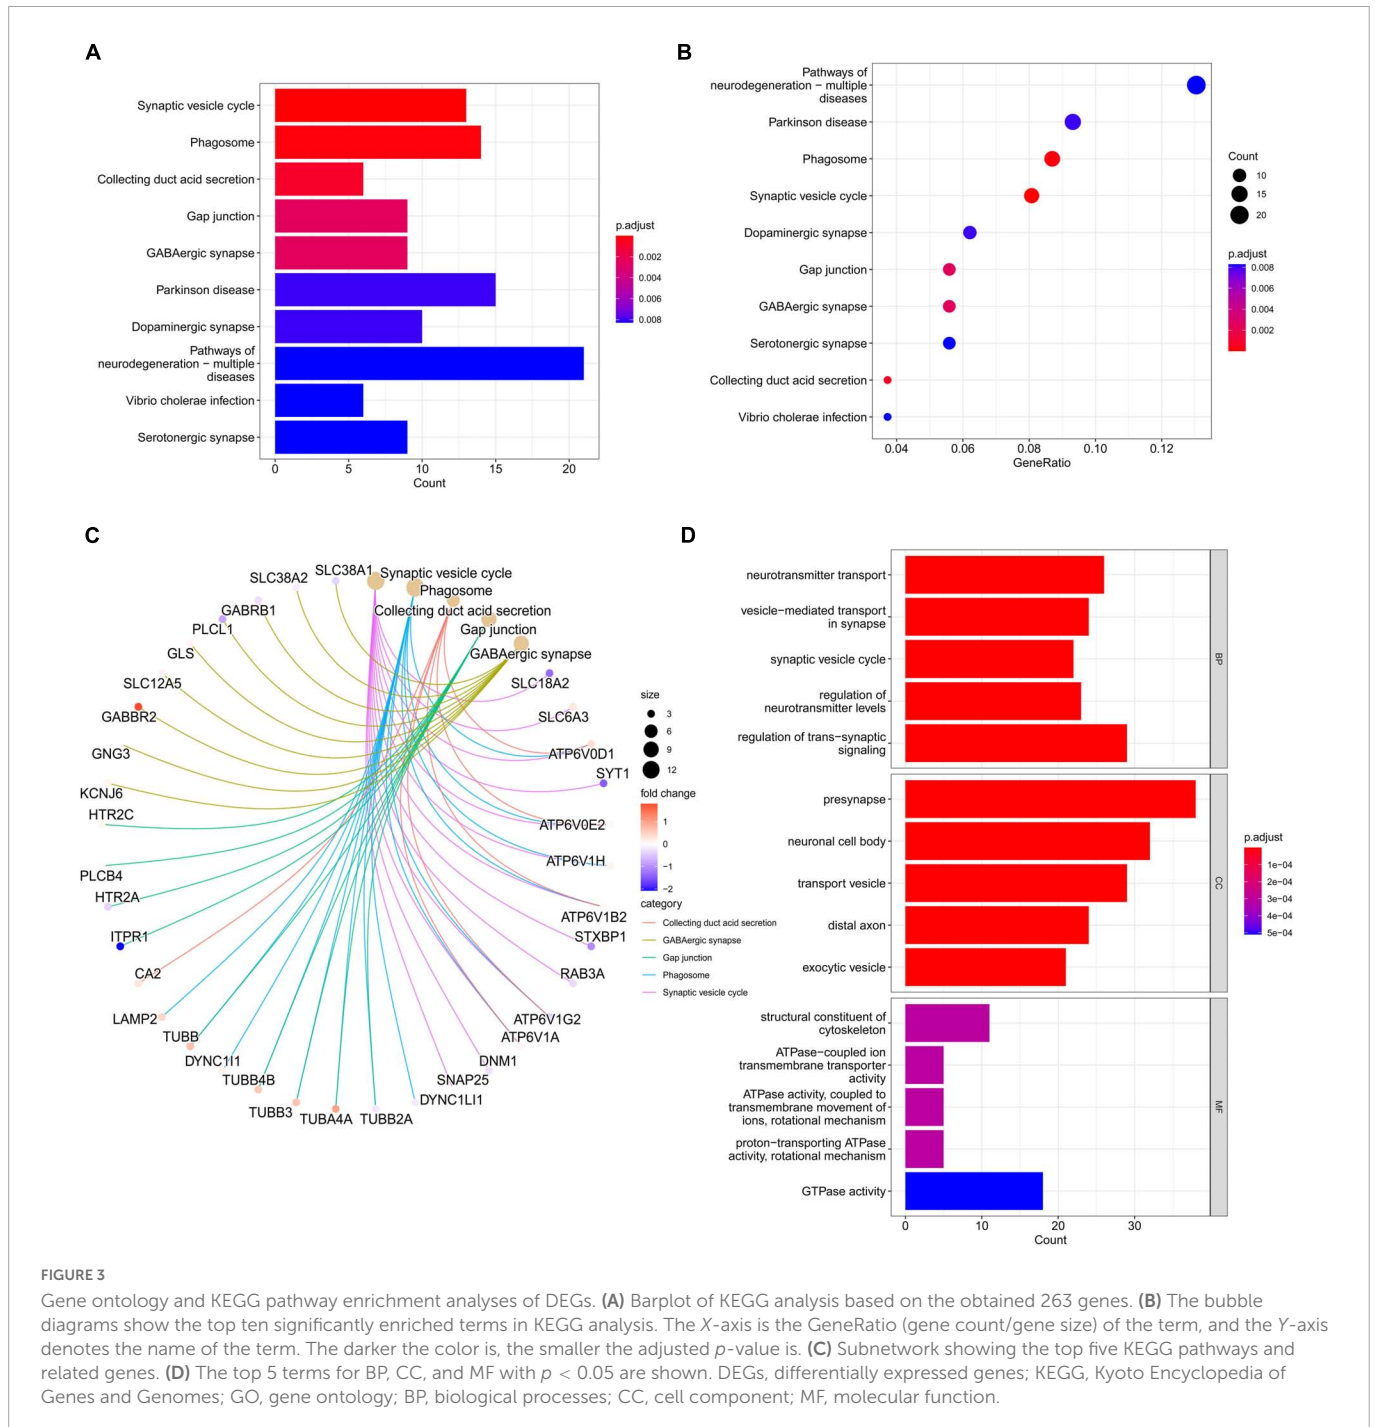 A
Synaptic vesicle cycle
Phagosome
Collecting duct acid secretion
Gap junction
GABAergic synapse
Parkinson disease
Dopaminergic synapse
Pathways of
neurodegeneration − multiple
diseases
Vibrio cholerae infection
Serotonergic synapse
0 5 10 15 20
Count
p.adjust
0.002
0.004
0.006
0.008
B
Pathways of
neurodegeneration − multiple
diseases
Parkinson disease
Phagosome
Synaptic vesicle cycle
Dopaminergic synapse
Gap junction
GABAergic synapse
Serotonergic synapse
Collecting duct acid secretion
Vibrio cholerae infection
0.04 0.06 0.08 0.10 0.12
GeneRatio
Count
10
15
20
p.adjust
0.008
0.006
0.004
0.002
C
Synaptic vesicle cycle
Phagosome
Collecting duct acid secretion
Gap junction
GABAergic synapse
SLC18A2
SLC6A3
ATP6V0D1
SYT1
ATP6V0E2
ATP6V1H
ATP6V1B2
STXBP1
RAB3A
ATP6V1G2
ATP6V1A
DNM1
SNAP25
DYNC1LI1
TUBB2A
TUBA4A
TUBB3
TUBB4B
DYNC1I1
TUBB
LAMP2
CA2
ITPR1
HTR2A
PLCB4
HTR2C
KCNJ6
GNG3
GABBR2
SLC12A5
GLS
PLCL1
GABRB1
SLC38A2
SLC38A1
size
3
6
9
12
fold change
1
0
−1
−2
category
Collecting duct acid secretion
GABAergic synapse
Gap junction
Phagosome
Synaptic vesicle cycle
D
neurotransmitter transport
vesicle−mediated transport
in synapse
synaptic vesicle cycle
regulation of
neurotransmitter levels
regulation of trans−synaptic
signaling
BP
presynapse
neuronal cell body
transport vesicle
distal axon
exocytic vesicle
CC
structural constituent of
cytoskeleton
ATPase−coupled ion
transmembrane transporter
activity
ATPase activity, coupled to
transmembrane movement of
ions, rotational mechanism
proton−transporting ATPase
activity, rotational mechanism
GTPase activity
MF
0 10 20 30
Count
p.adjust
1e−04
2e−04
3e−04
4e−04
5e−04
FIGURE 3
Gene ontology and KEGG pathway enrichment analyses of DEGs. (A) Barplot of KEGG analysis based on the obtained 263 genes. (B) The bubble
diagrams show the top ten significantly enriched terms in KEGG analysis. The X-axis is the GeneRatio (gene count/gene size) of the term, and the Y-axis
denotes the name of the term. The darker the color is, the smaller the adjusted p-value is. (C) Subnetwork showing the top five KEGG pathways and
related genes. (D) The top 5 terms for BP, CC, and MF with p < 0.05 are shown. DEGs, differentially expressed genes; KEGG, Kyoto Encyclopedia of
Genes and Genomes; GO, gene ontology; BP, biological processes; CC, cell component; MF, molecular function.